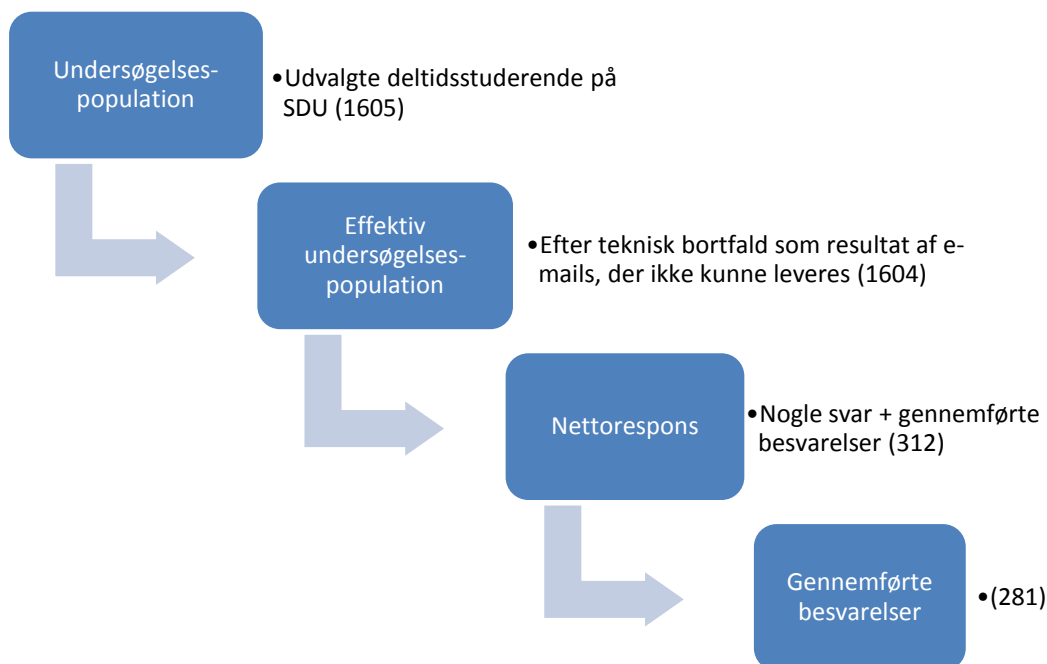 Undersøgelses-
population
•Udvalgte deltidsstuderende på
SDU (1605)
Effektiv
undersøgelses-
population
•Efter teknisk bortfald som resultat af e-
mails, der ikke kunne leveres (1604)
Nettorespons
•Nogle svar + gennemførte
besvarelser (312)
Gennemførte
besvarelser
•(281)